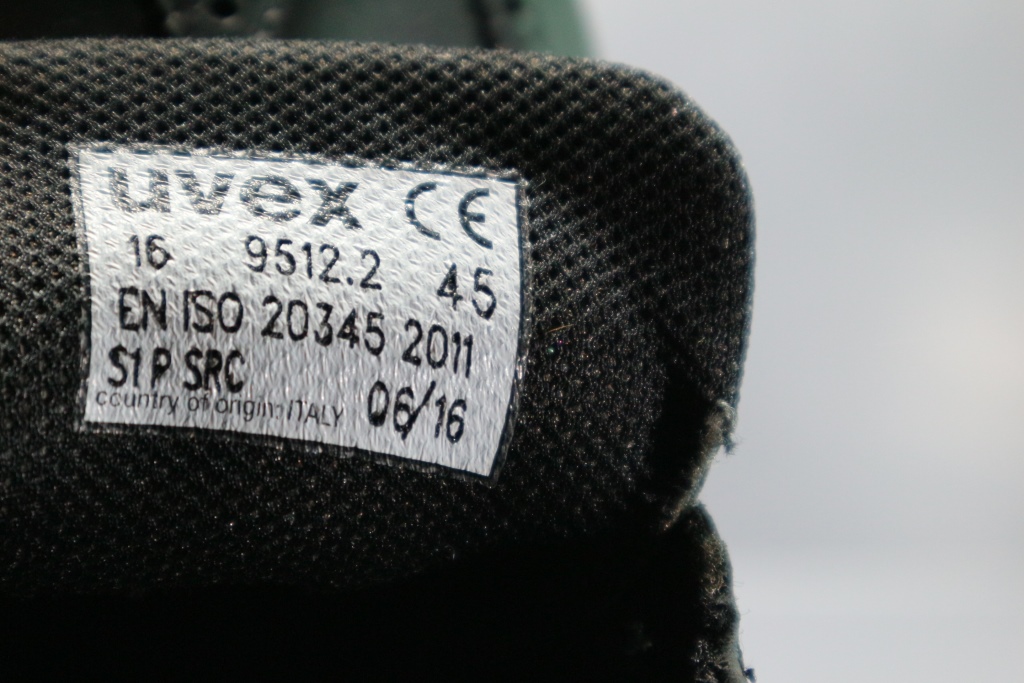 uvex CE
16 9512.2 45
EN ISO 20345 2011
S1 P SRC 06/16
country of origin: ITALY